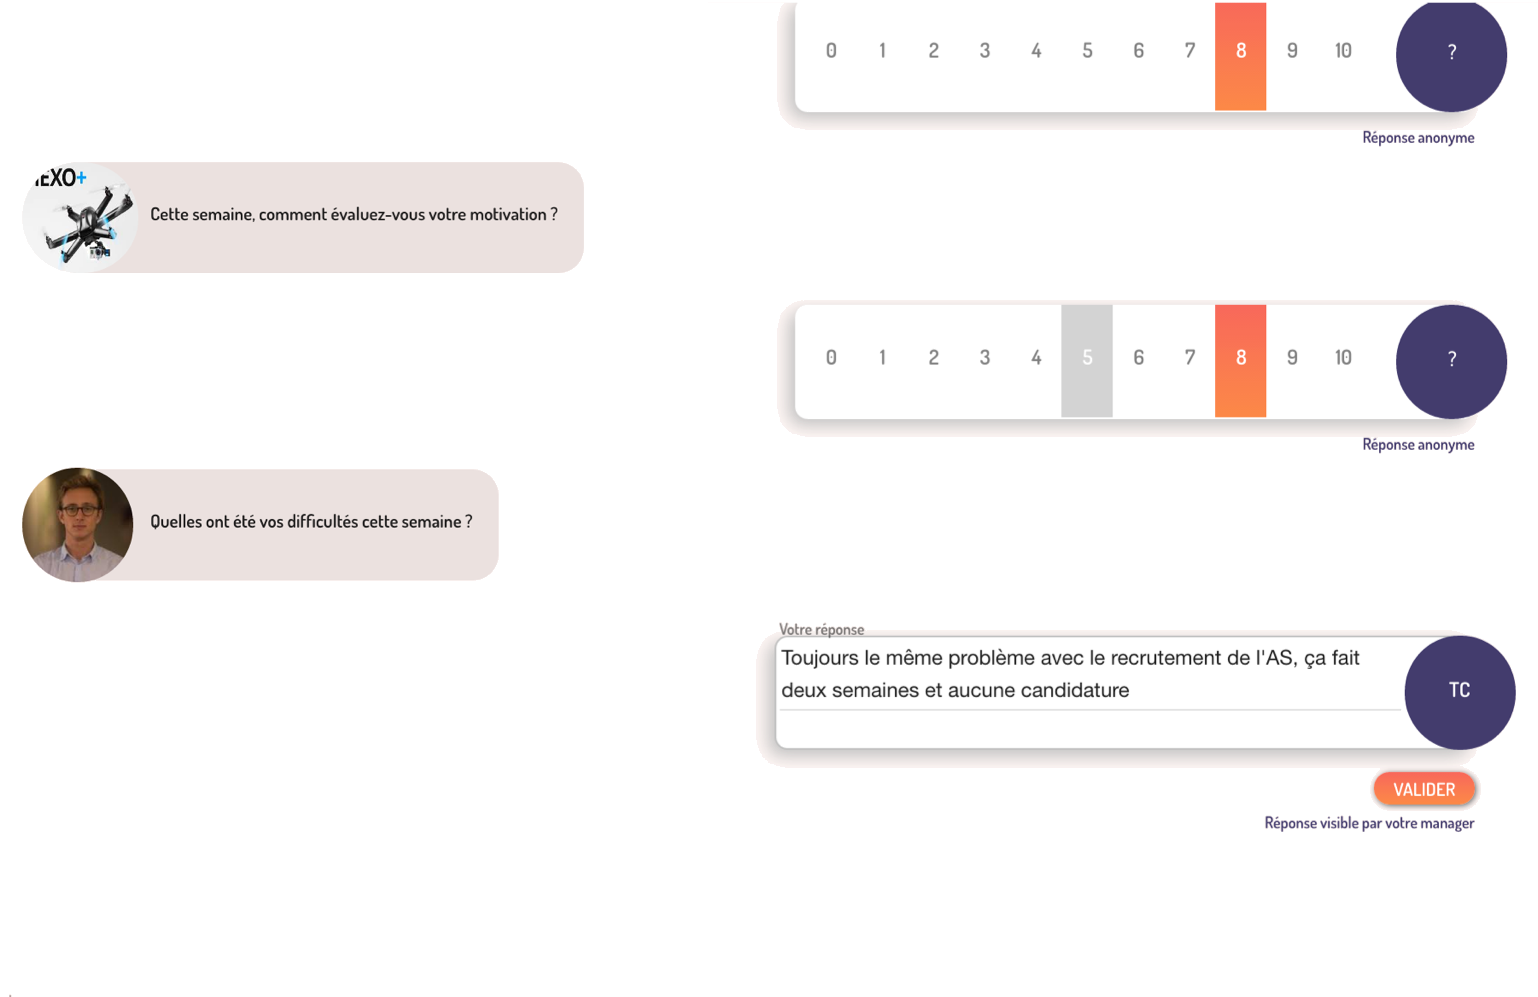 0 1 2 3 4 5 6 7 8 9 10 ?
Réponse anonyme
EXO+
Cette semaine, comment évaluez-vous votre motivation ?
0 1 2 3 4 5 6 7 8 9 10 ?
Réponse anonyme
Quelles ont été vos difficultés cette semaine ?
Votre réponse
Toujours le même problème avec le recrutement de l'AS, ça fait
deux semaines et aucune candidature
TC
VALIDER
Réponse visible par votre manager